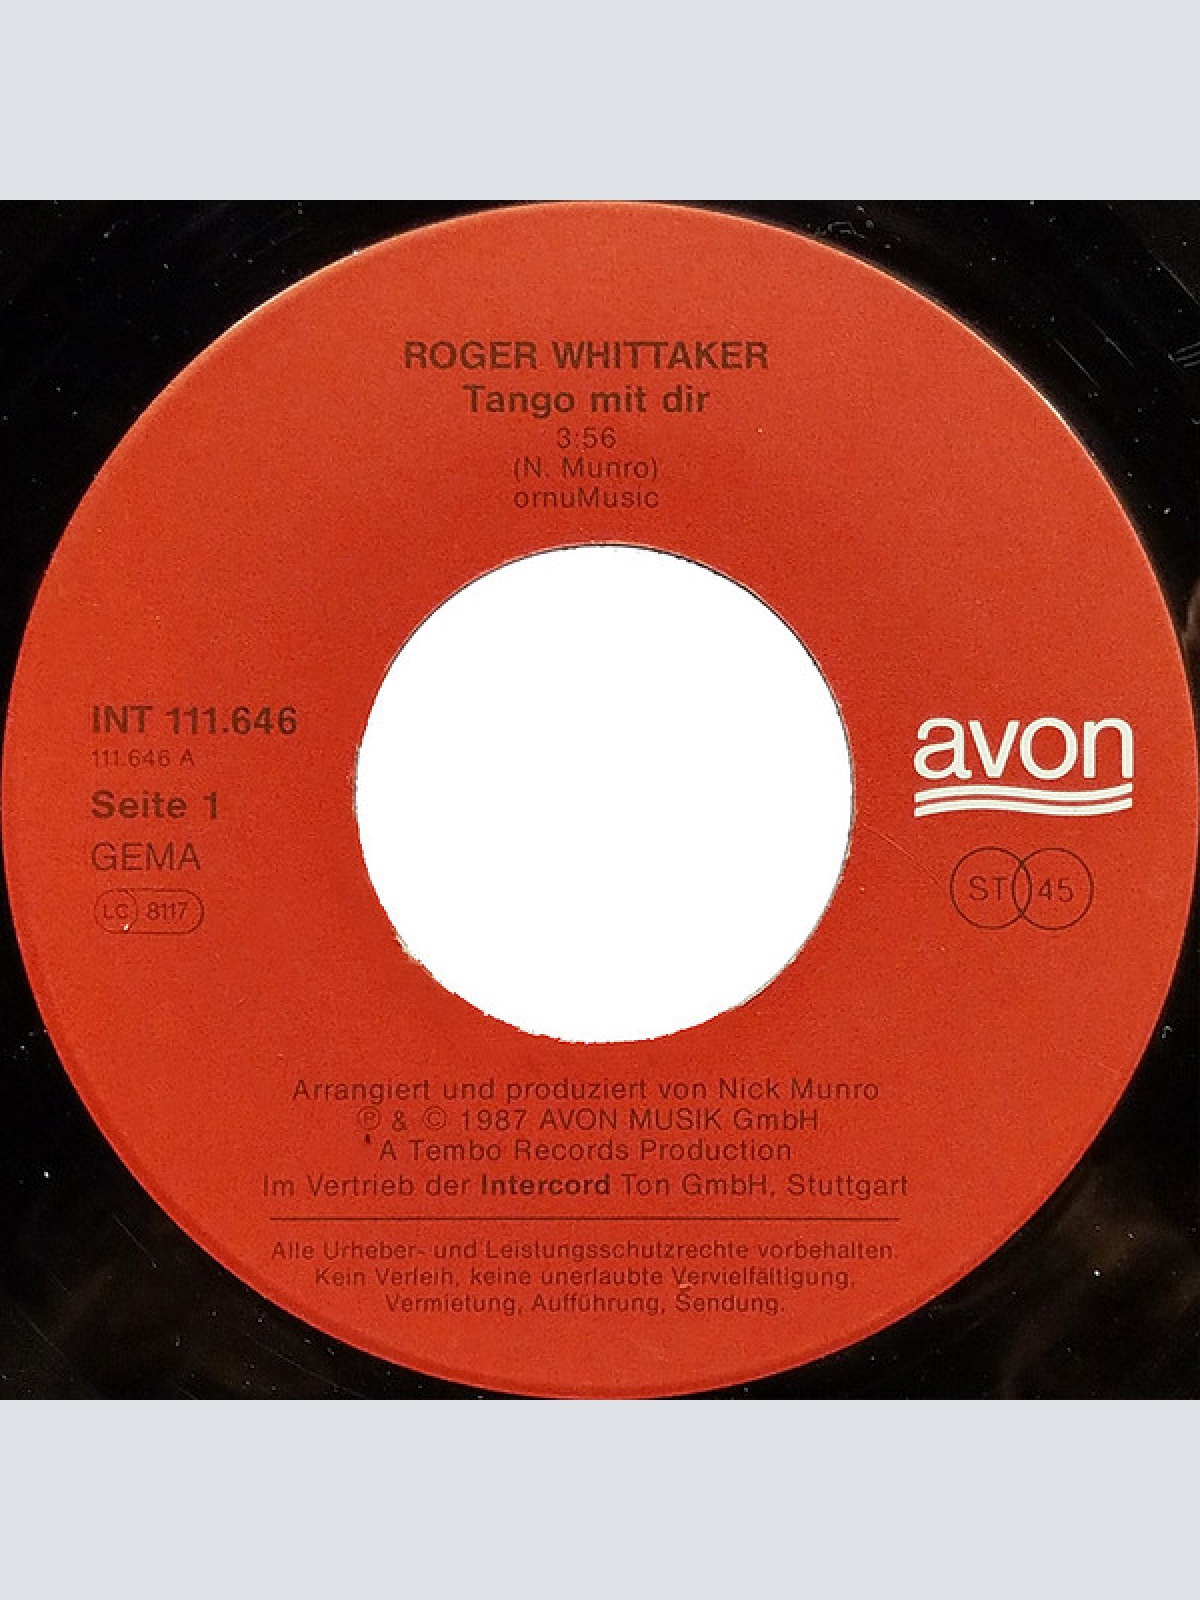 ROGER WHITTAKER
Tango mit dir
3:56
(N. Munro)
ornuMusic
INT 111.646
111.646 A
Seite 1
GEMA
LC 8117
avon
ST 45
Arrangiert und produziert von Nick Munro
℗ & © 1987 AVON MUSIK GmbH
A Tembo Records Production
Im Vertrieb der Intercord Ton GmbH, Stuttgart
Alle Urheber- und Leistungsschutzrechte vorbehalten.
Kein Verleih, keine unerlaubte Vervielfältigung,
Vermietung, Aufführung, Sendung.